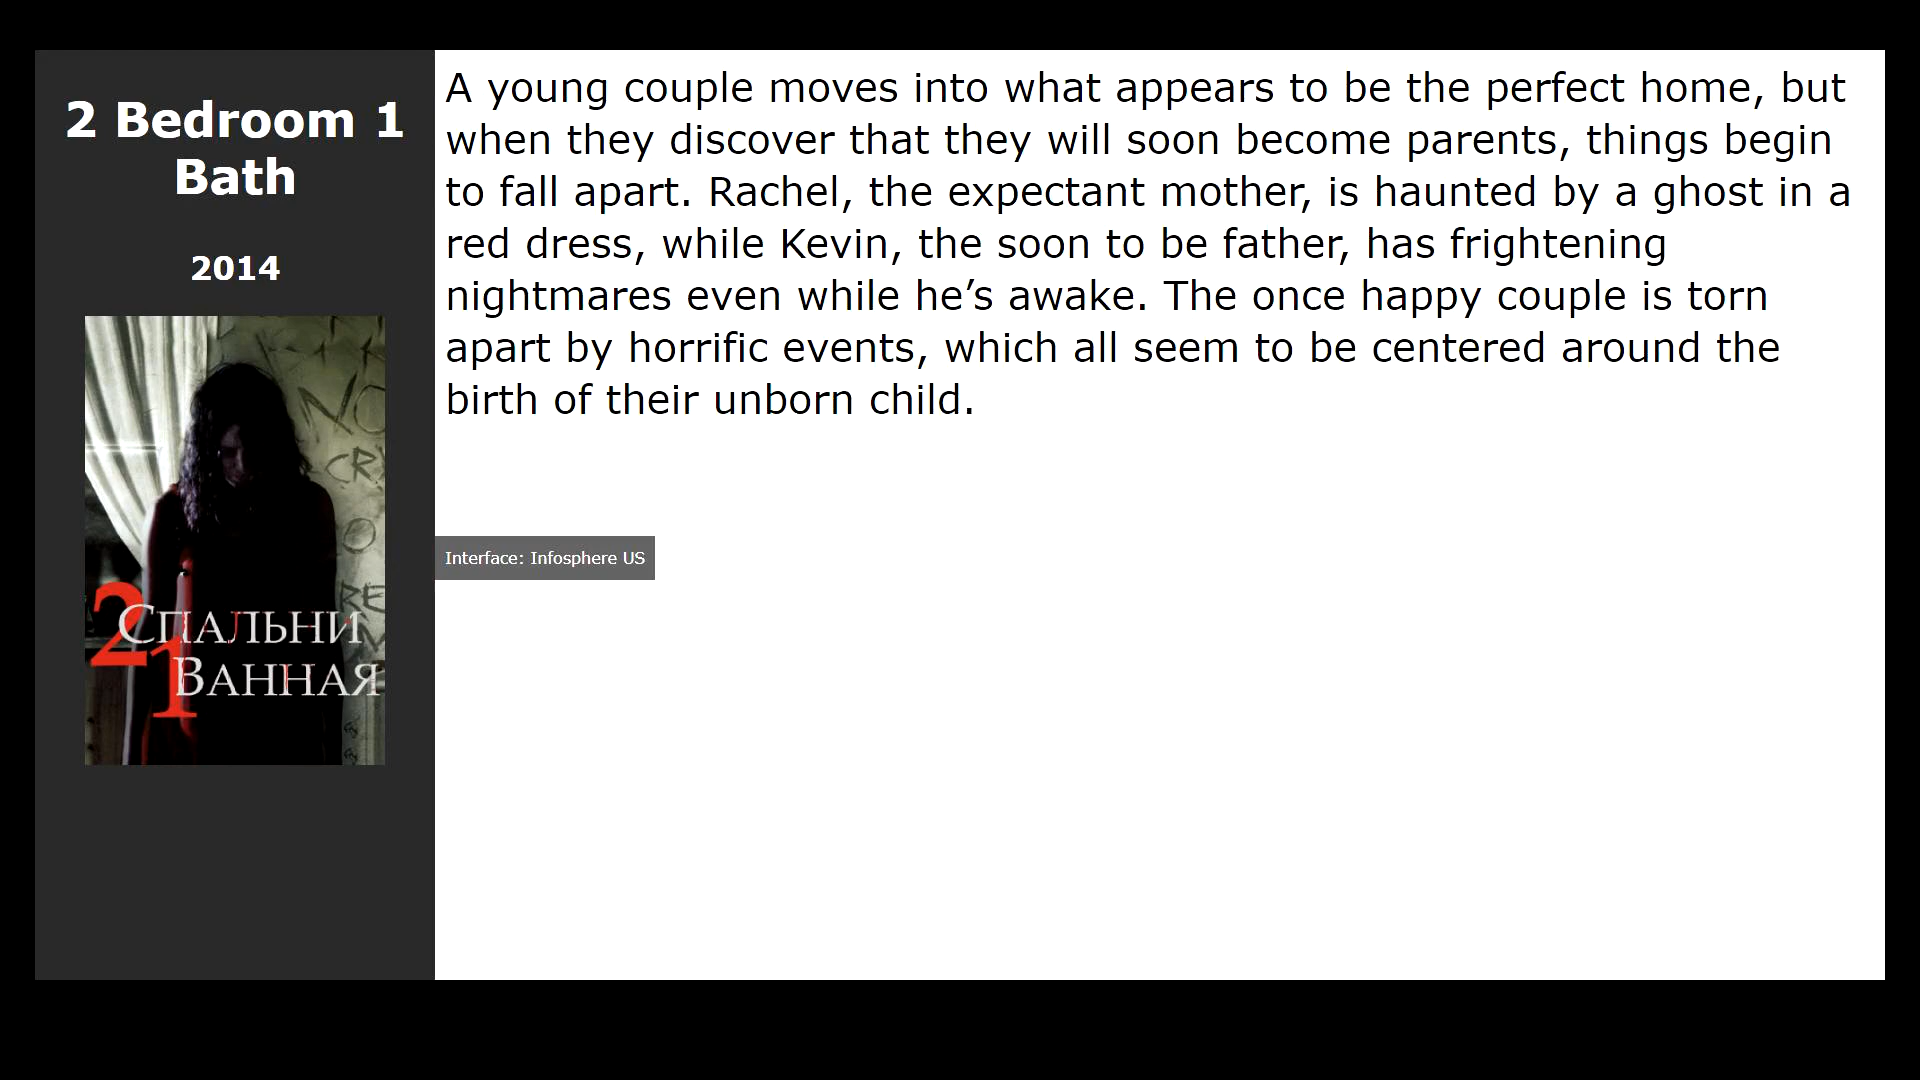 2 Bedroom 1
Bath
2014
NO
CRY
2 Спальни
1 Ванная
A young couple moves into what appears to be the perfect home, but
when they discover that they will soon become parents, things begin
to fall apart. Rachel, the expectant mother, is haunted by a ghost in a
red dress, while Kevin, the soon to be father, has frightening
nightmares even while he’s awake. The once happy couple is torn
apart by horrific events, which all seem to be centered around the
birth of their unborn child.
Interface: Infosphere US